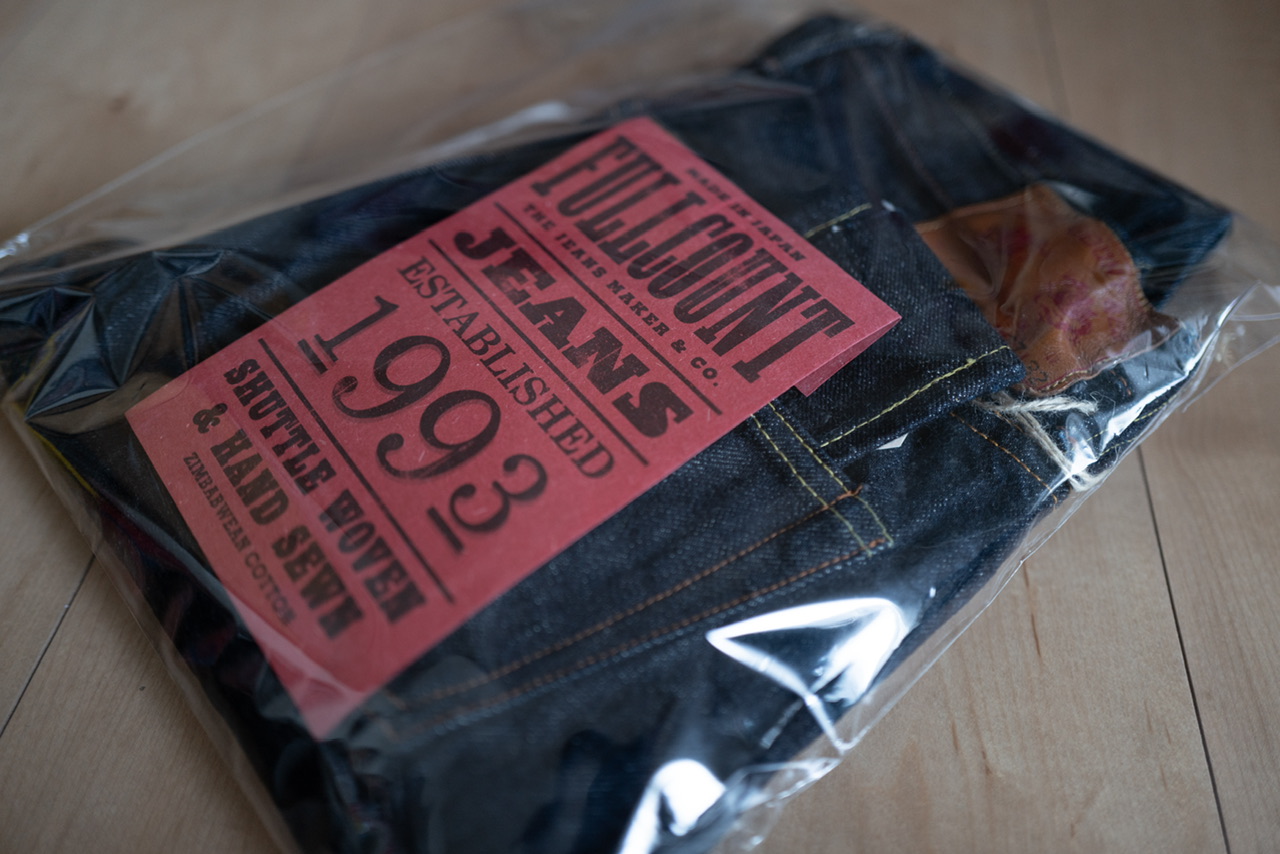 MADE IN JAPAN
FULLCOUNT
THE JEANS MAKER & CO.
JEANS
ESTABLISHED
1993
SHUTTLE WOVEN
& HAND SEWN
ZIMBABWEAN COTTON